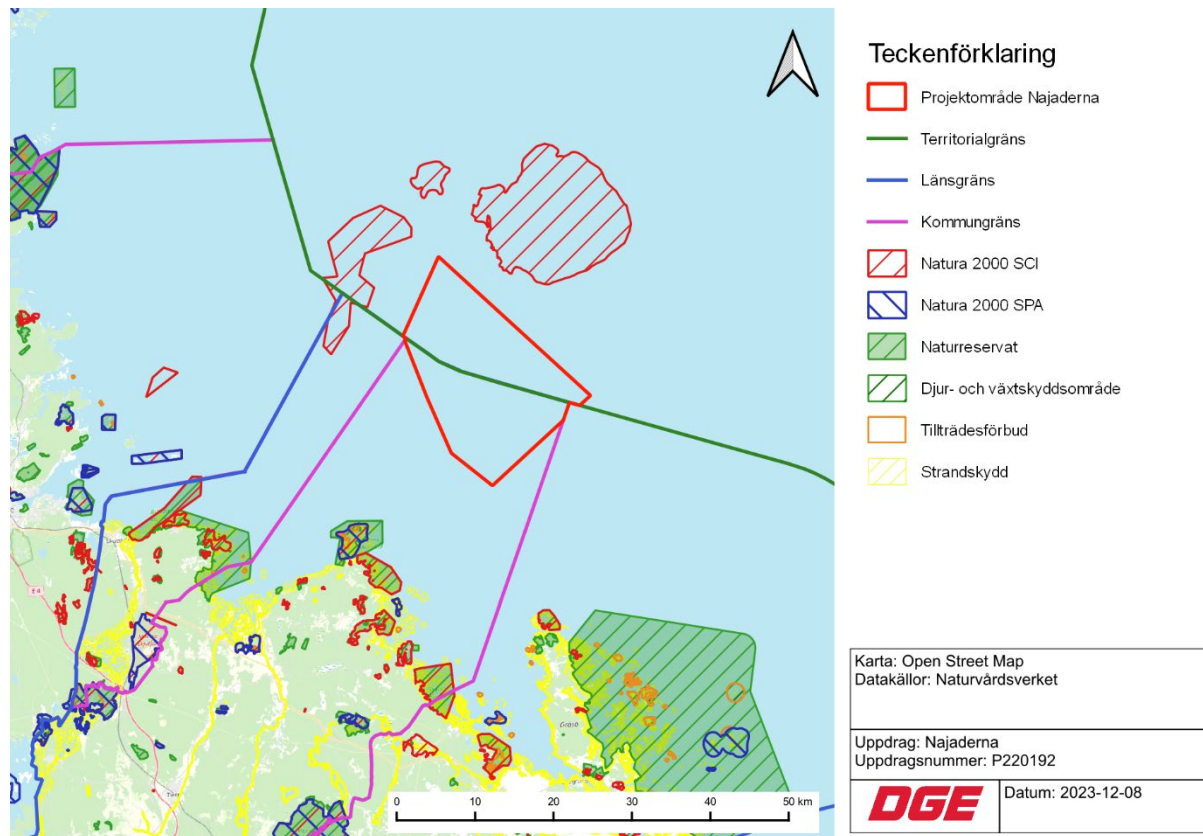 Teckenförklaring
Projektområde Najaderna
Territorialgräns
Länsgräns
Kommungräns
Natura 2000 SCI
Natura 2000 SPA
Naturreservat
Djur- och växtskyddsområde
Tillträdesförbud
Strandskydd
E 4
Gräsö
0 10 20 30 40 50 km
Karta: Open Street Map
Datakällor: Naturvårdsverket
Uppdrag: Najaderna
Uppdragsnummer: P220192
DGE
Datum: 2023-12-08